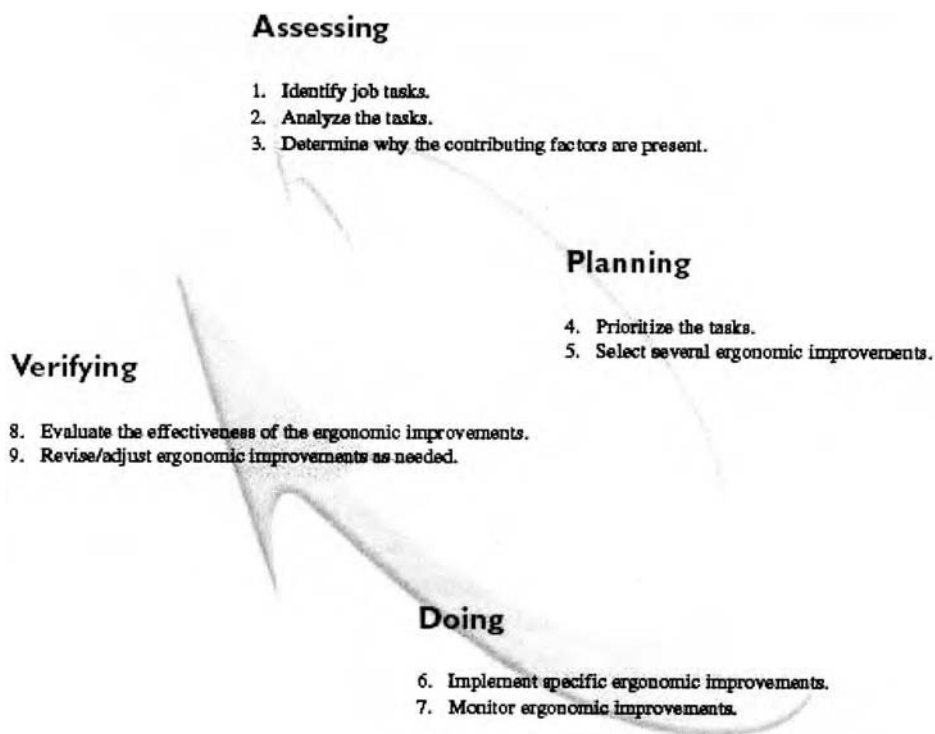 Assessing
1. Identify job tasks.
2. Analyze the tasks.
3. Determine why the contributing factors are present.
Planning
4. Prioritize the tasks.
5. Select several ergonomic improvements.
Verifying
8. Evaluate the effectiveness of the ergonomic improvements.
9. Revise/adjust ergonomic improvements as needed.
Doing
6. Implement specific ergonomic improvements.
7. Monitor ergonomic improvements.